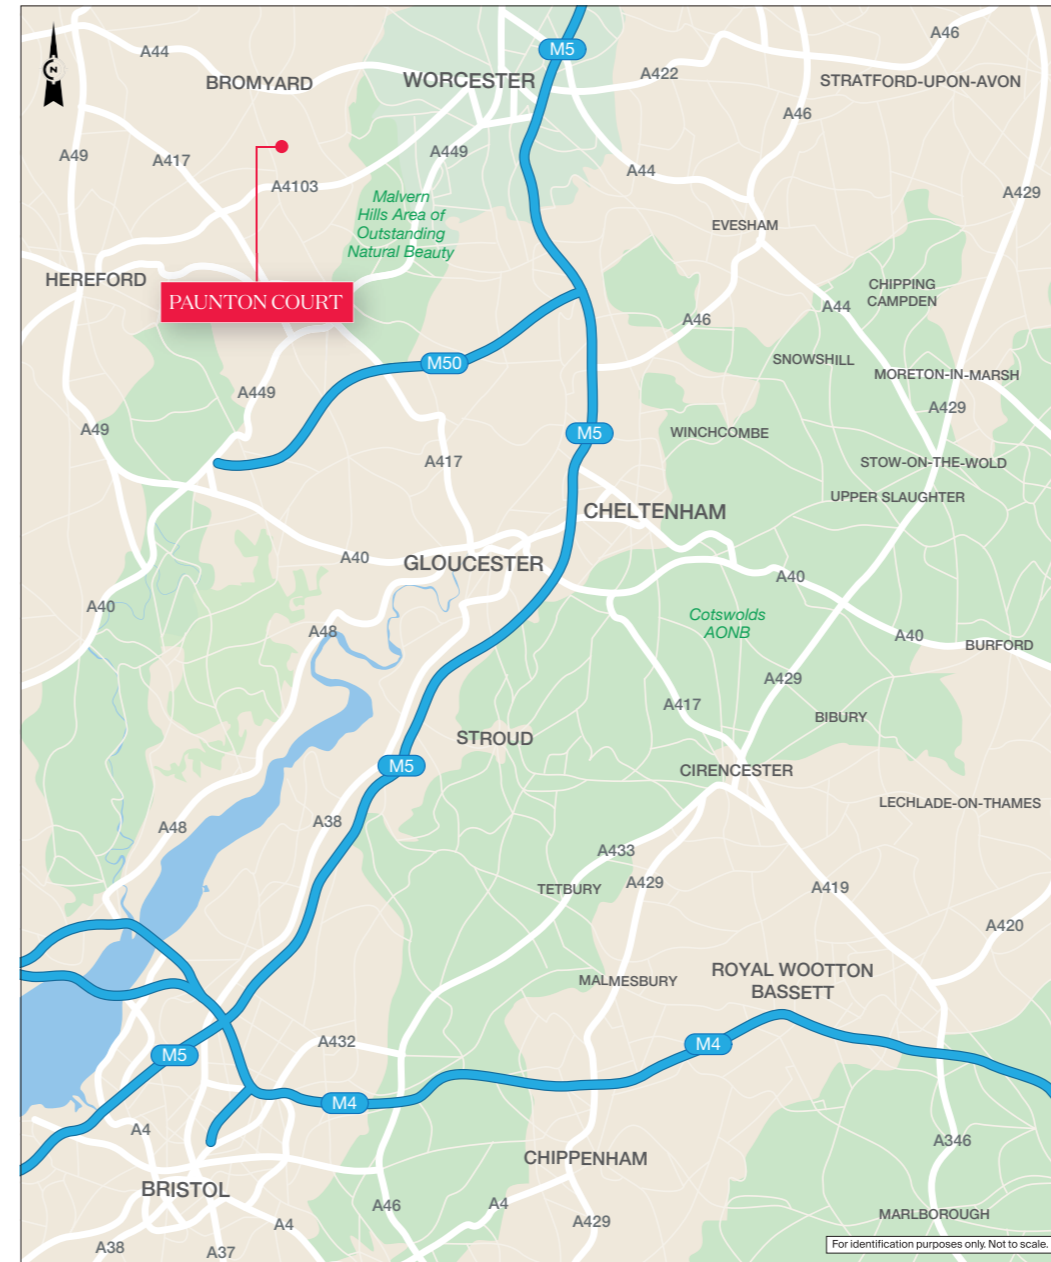 A46
A44
M5
BROMYARD
WORCESTER
A422
STRATFORD-UPON-AVON
N
A46
A49
A417
A449
A44
A4103
A429
Malvern
Hills Area of
Outstanding
Natural Beauty
EVESHAM
HEREFORD
CHIPPING
CAMPDEN
PAUNTON COURT
A44
A46
SNOWSHILL
M50
MORETON-IN-MARSH
A449
A429
A49
M5
WINCHCOMBE
A417
STOW-ON-THE-WOLD
UPPER SLAUGHTER
CHELTENHAM
A40
GLOUCESTER
A40
A40
Cotswolds
AONB
A48
A40
BURFORD
A429
A417
BIBURY
STROUD
M5
CIRENCESTER
LECHLADE-ON-THAMES
A48
A38
A433
TETBURY
A429
A419
A420
MALMESBURY
ROYAL WOOTTON
BASSETT
A432
M4
M5
M4
A4
A346
CHIPPENHAM
BRISTOL
A46
A4
MARLBOROUGH
A4
A429
A38
A37
For identification purposes only. Not to scale.